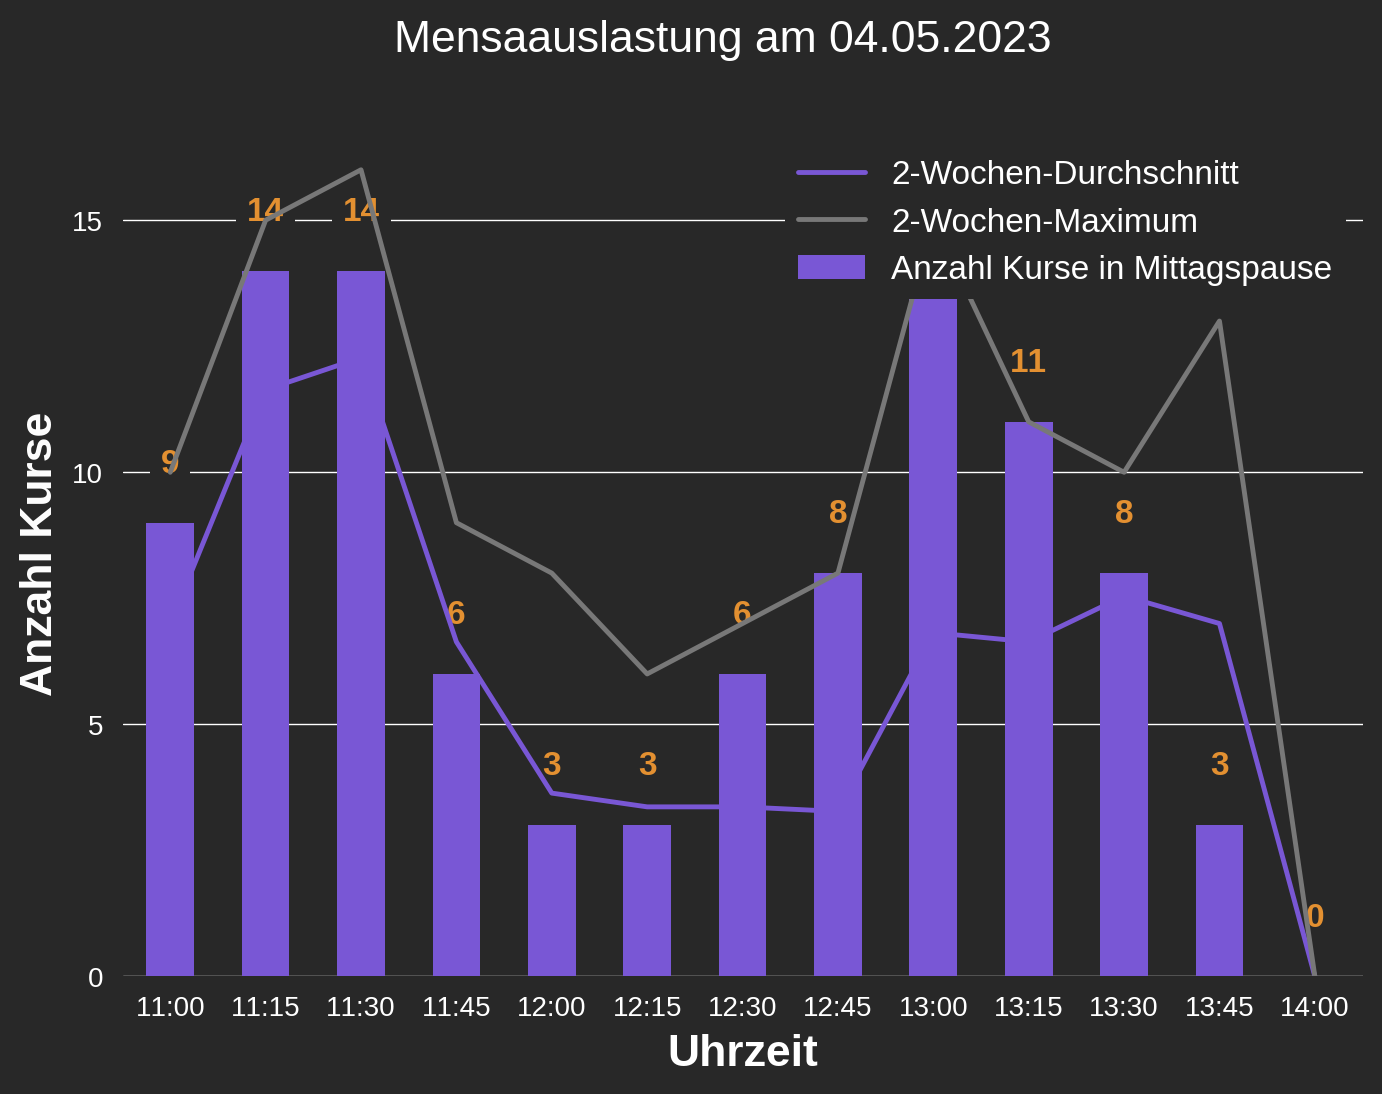 Mensaauslastung am 04.05.2023
2-Wochen-Durchschnitt
2-Wochen-Maximum
Anzahl Kurse in Mittagspause
Anzahl Kurse
15
10
5
0
9
14
14
6
3
3
6
8
11
8
3
0
11:00 11:15 11:30 11:45 12:00 12:15 12:30 12:45 13:00 13:15 13:30 13:45 14:00
Uhrzeit